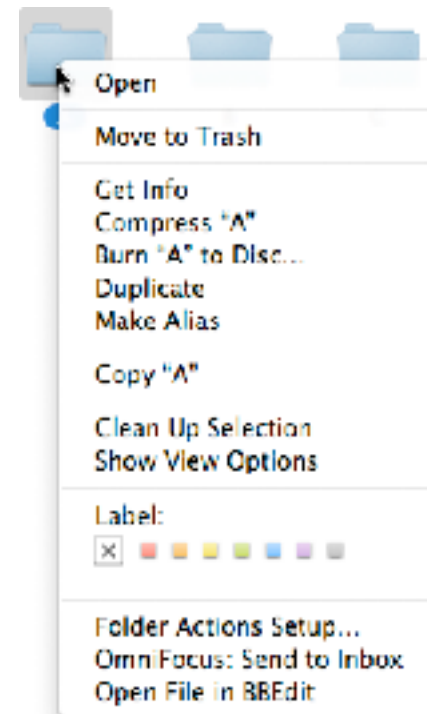 Open
Move to Trash
Get Info
Compress “A”
Burn “A” to Disc...
Duplicate
Make Alias
Copy “A”
Clean Up Selection
Show View Options
Label:
Folder Actions Setup...
OmniFocus: Send to Inbox
Open File in BBEdit